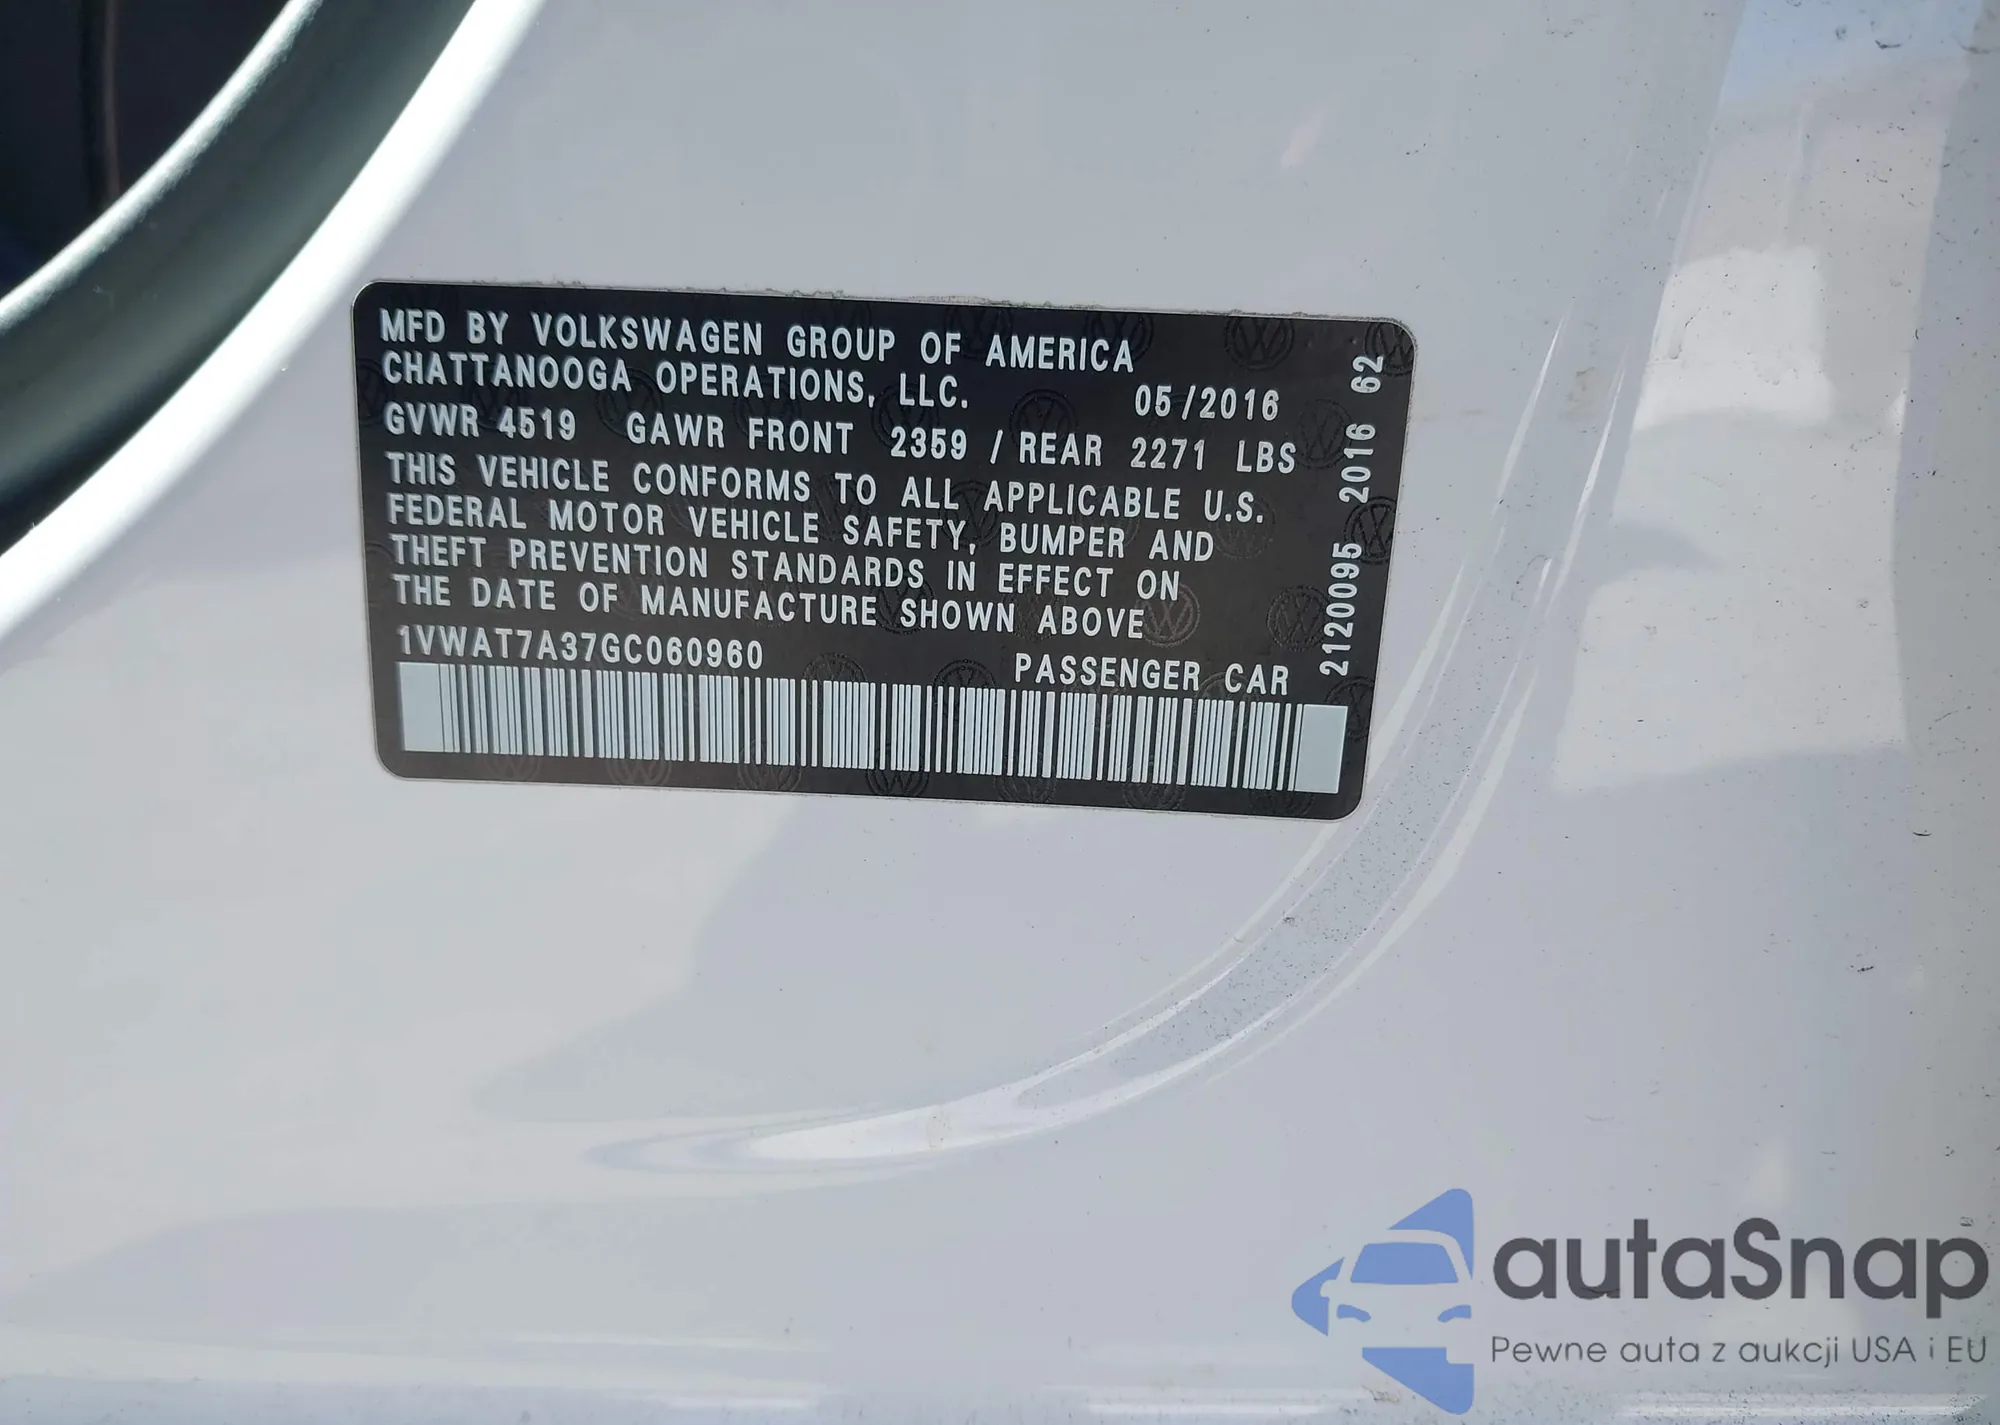 MFD BY VOLKSWAGEN GROUP OF AMERICA
CHATTANOOGA OPERATIONS, LLC. 05/2016
GVWR 4519 GAWR FRONT 2359 / REAR 2271 LBS
THIS VEHICLE CONFORMS TO ALL APPLICABLE U.S.
FEDERAL MOTOR VEHICLE SAFETY, BUMPER AND
THEFT PREVENTION STANDARDS IN EFFECT ON
THE DATE OF MANUFACTURE SHOWN ABOVE
1VWAT7A37GC060960 PASSENGER CAR
2120095 2016 62
autaSnap
Pewne auta z aukcji USA i EU